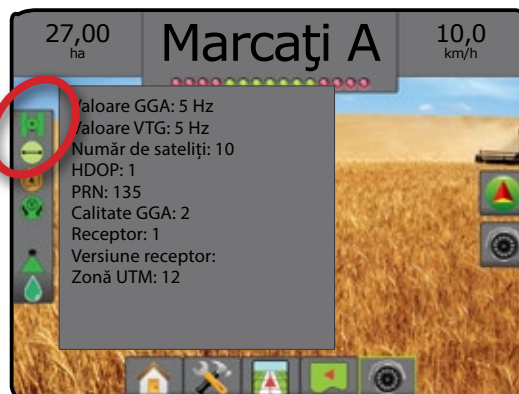 27,00
ha
Marcaţi A
10,0
km/h
Valoare GGA: 5 Hz
Valoare VTG: 5 Hz
Număr de sateliți: 10
HDOP: 1
PRN: 135
Calitate GGA: 2
Receptor: 1
Versiune receptor:
Zonă UTM: 12